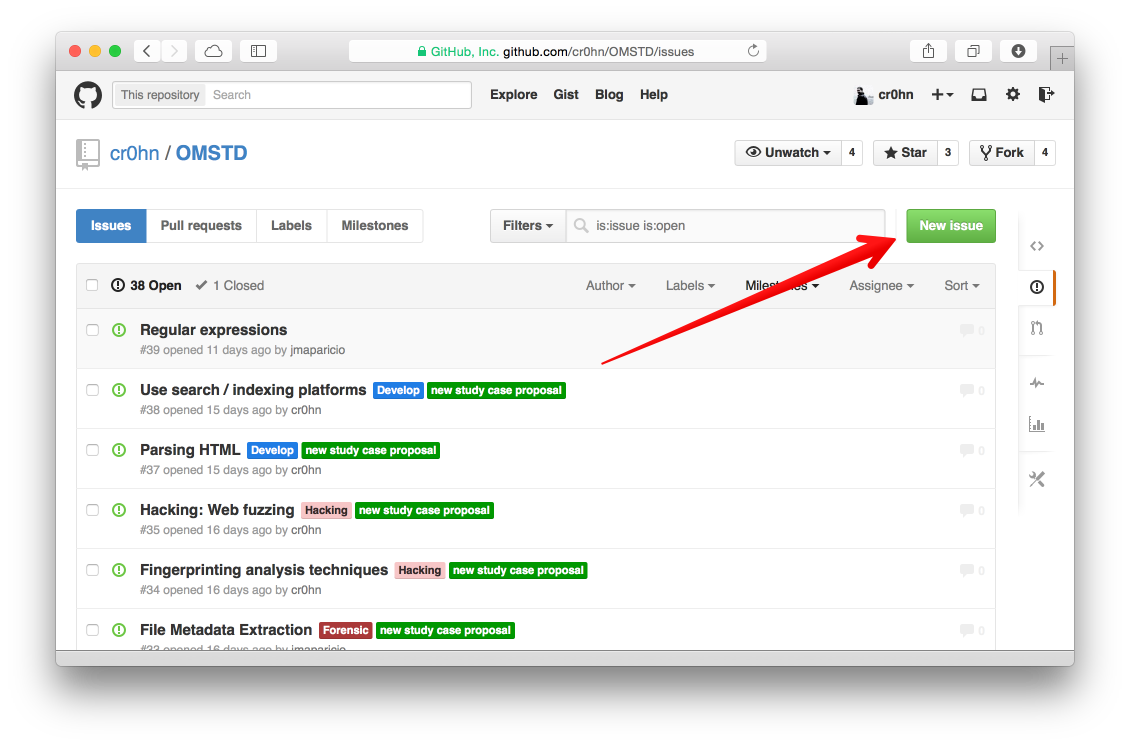 GitHub, Inc. github.com/cr0hn/OMSTD/issues
This repository Search Explore Gist Blog Help cr0hn
cr0hn / OMSTD Unwatch 4 Star 3 Fork 4
Issues Pull requests Labels Milestones Filters is:issue is:open New issue
38 Open 1 Closed Author Labels Milestones Assignee Sort
Regular expressions 0
#39 opened 11 days ago by jmaparicio
Use search / indexing platforms Develop new study case proposal 0
#38 opened 15 days ago by cr0hn
Parsing HTML Develop new study case proposal 0
#37 opened 15 days ago by cr0hn
Hacking: Web fuzzing Hacking new study case proposal 0
#35 opened 16 days ago by cr0hn
Fingerprinting analysis techniques Hacking new study case proposal 0
#34 opened 16 days ago by cr0hn
File Metadata Extraction Forensic new study case proposal 0
#33 opened 16 days ago by jmaparicio